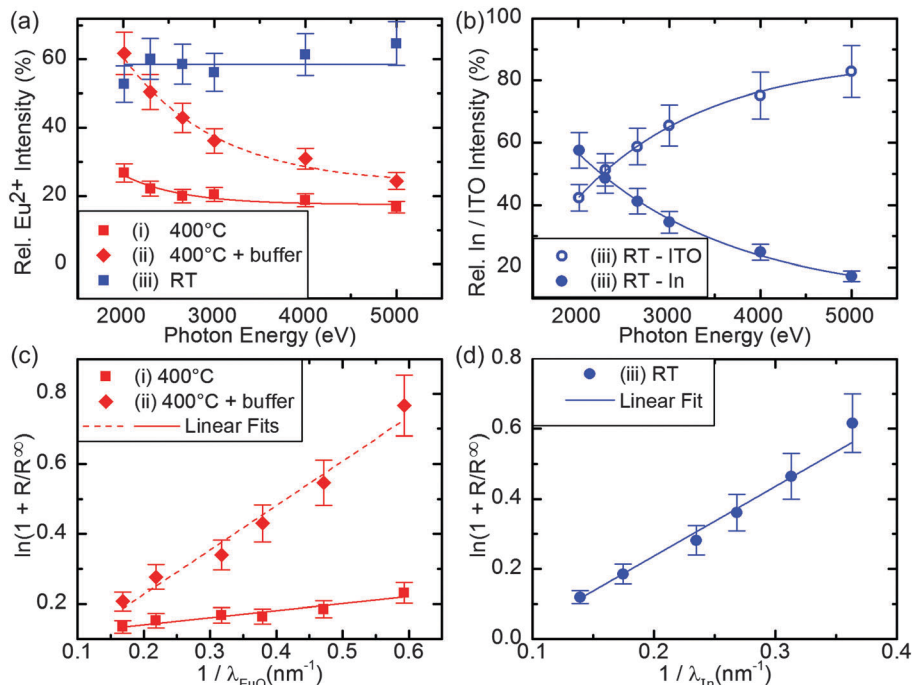 (a)
Rel. Eu2+ Intensity (%)
60
40
20
0
(i) 400°C
(ii) 400°C + buffer
(iii) RT
2000 3000 4000 5000
Photon Energy (eV)
(b)
Rel. In / ITO Intensity (%)
100
80
60
40
20
(iii) RT - ITO
(iii) RT - In
2000 3000 4000 5000
Photon Energy (eV)
(c)
ln(1 + R/R∞)
0.8
0.6
0.4
0.2
(i) 400°C
(ii) 400°C + buffer
Linear Fits
0.1 0.2 0.3 0.4 0.5 0.6
1 / λEuO(nm-1)
(d)
ln(1 + R/R∞)
0.8
0.6
0.4
0.2
0.0
(iii) RT
Linear Fit
0.1 0.2 0.3 0.4
1 / λIn(nm-1)